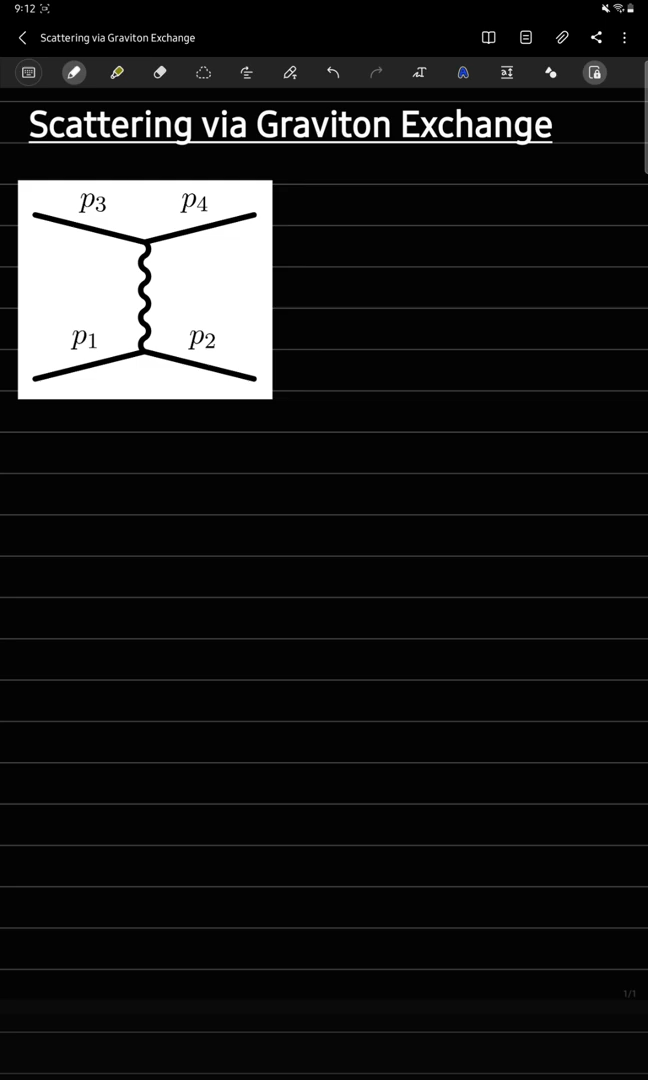 9:12
Scattering via Graviton Exchange
Scattering via Graviton Exchange
p₃ p₄
p₁ p₂
1/1